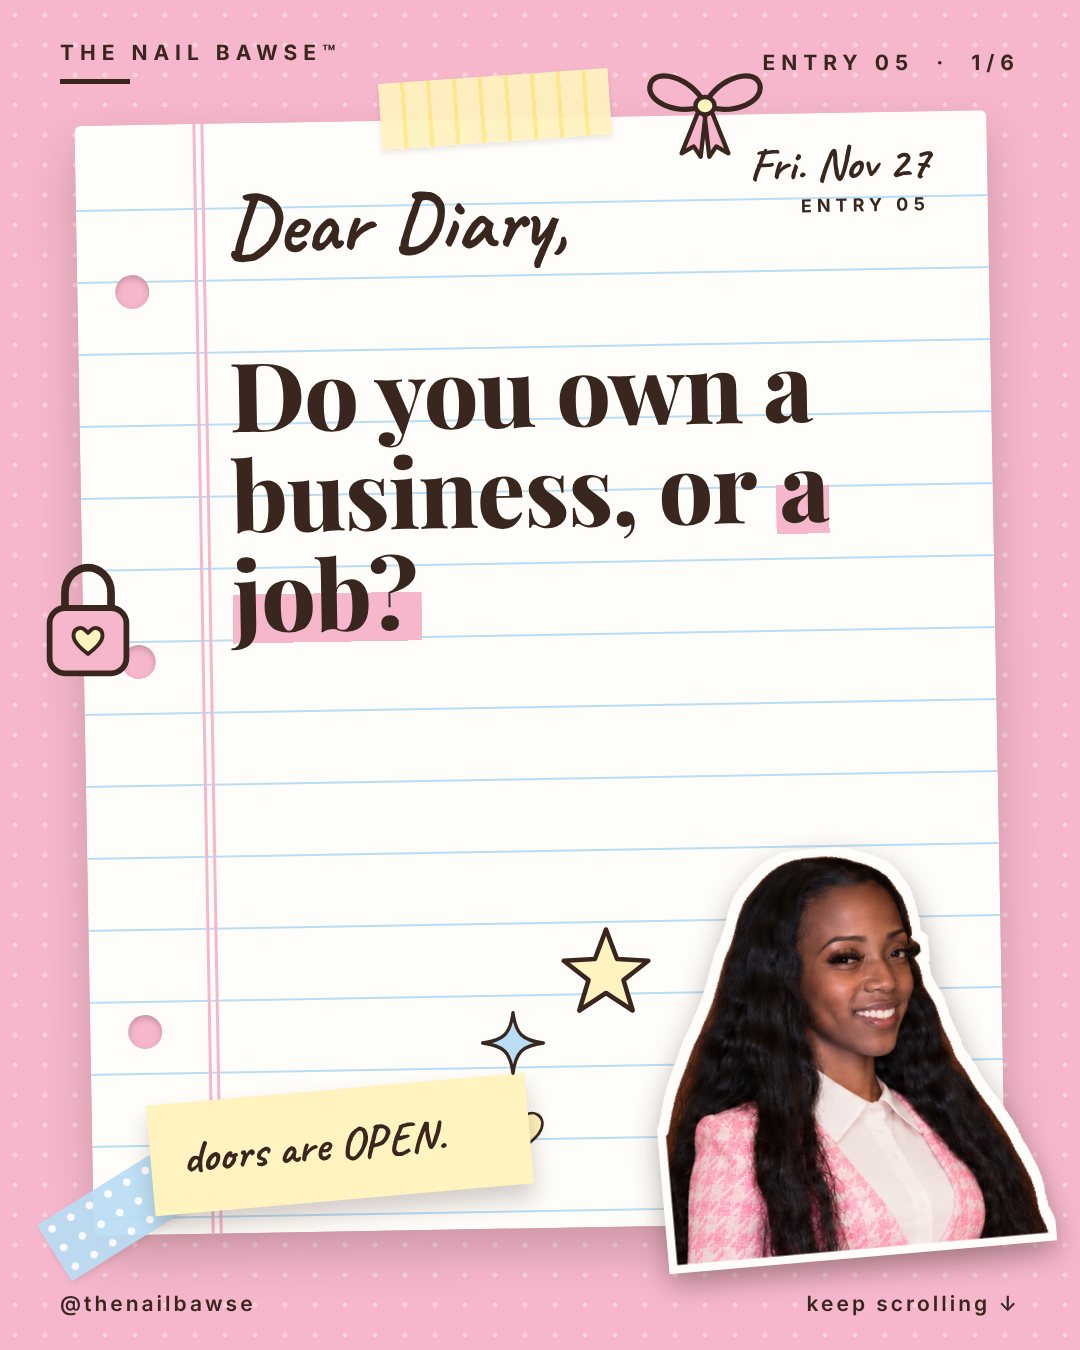 THE NAIL BAWSE™
ENTRY 05 · 1/6
Fri. Nov 27
ENTRY 05
Dear Diary,
Do you own a
business, or a
job?
doors are OPEN.
@thenailbawse
keep scrolling ↓